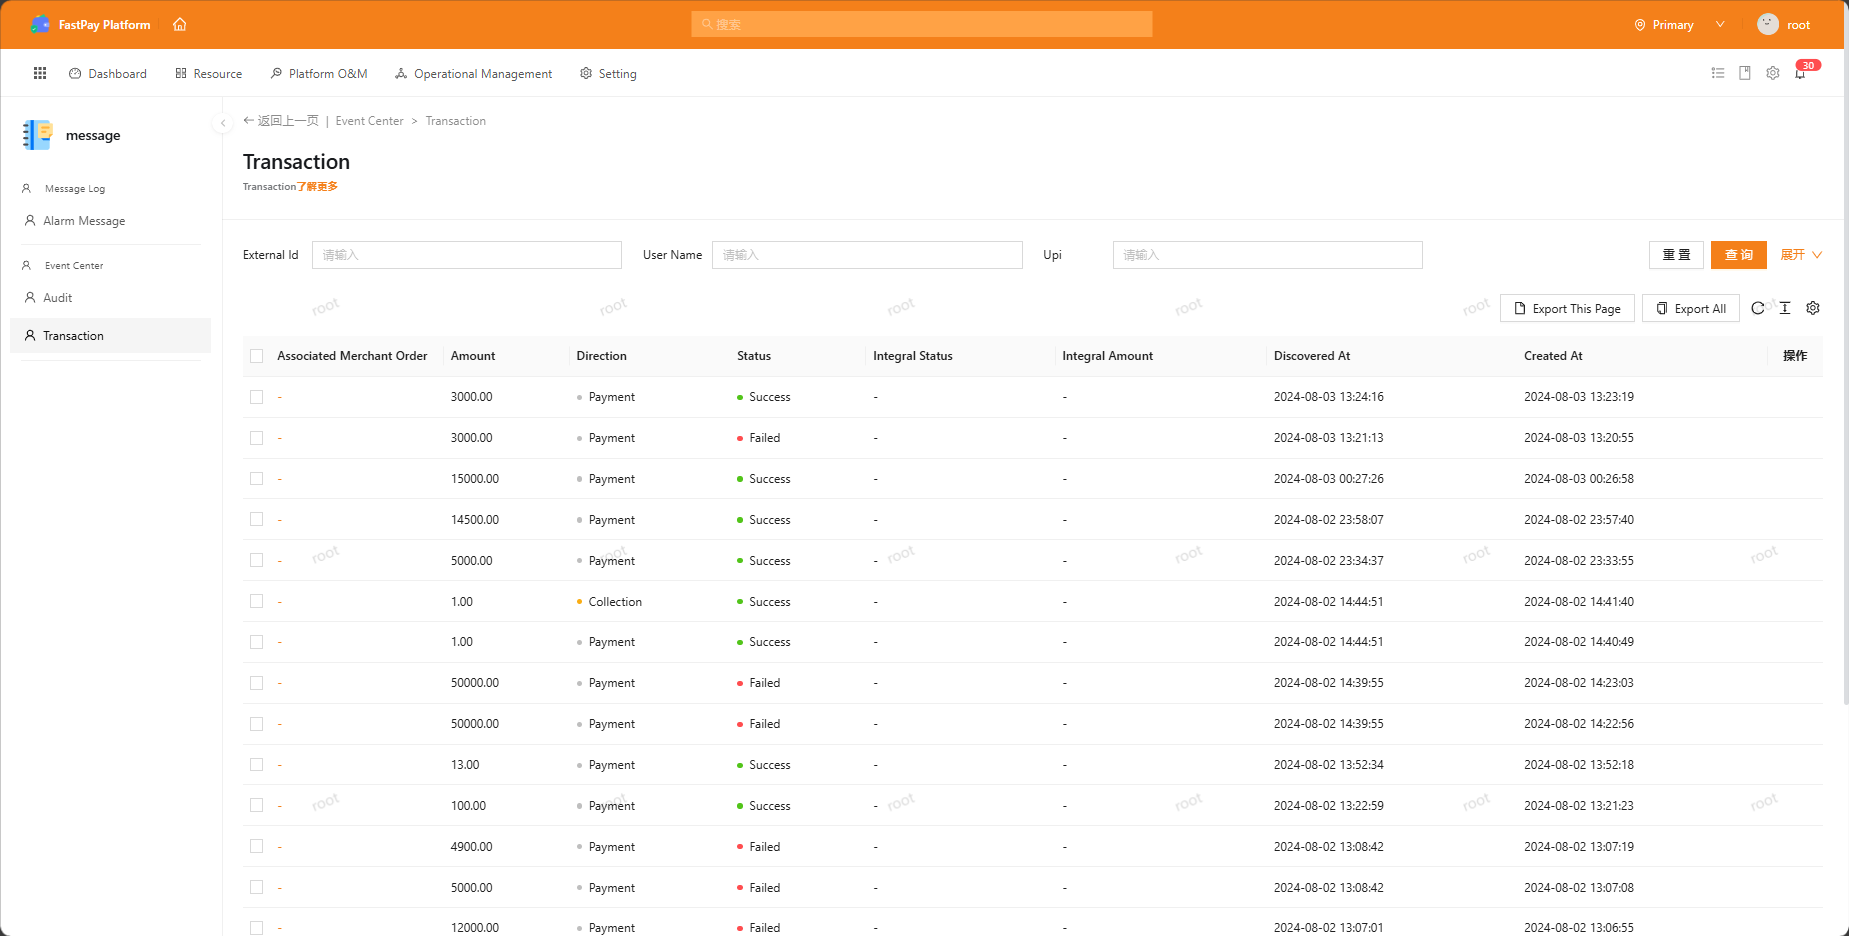 FastPay Platform
搜索
Primary
root
Dashboard
Resource
Platform O&M
Operational Management
Setting
30
message
Message Log
Alarm Message
Event Center
Audit
Transaction
返回上一页 | Event Center > Transaction
Transaction
Transaction了解更多
External Id 请输入 User Name 请输入 Upi 请输入 重 置 查 询 展开
Export This Page Export All
Associated Merchant Order Amount Direction Status Integral Status Integral Amount Discovered At Created At 操作
- 3000.00 Payment Success - - 2024-08-03 13:24:16 2024-08-03 13:23:19
- 3000.00 Payment Failed - - 2024-08-03 13:21:13 2024-08-03 13:20:55
- 15000.00 Payment Success - - 2024-08-03 00:27:26 2024-08-03 00:26:58
- 14500.00 Payment Success - - 2024-08-02 23:58:07 2024-08-02 23:57:40
- 5000.00 Payment Success - - 2024-08-02 23:34:37 2024-08-02 23:33:55
- 1.00 Collection Success - - 2024-08-02 14:44:51 2024-08-02 14:41:40
- 1.00 Payment Success - - 2024-08-02 14:44:51 2024-08-02 14:40:49
- 50000.00 Payment Failed - - 2024-08-02 14:39:55 2024-08-02 14:23:03
- 50000.00 Payment Failed - - 2024-08-02 14:39:55 2024-08-02 14:22:56
- 13.00 Payment Success - - 2024-08-02 13:52:34 2024-08-02 13:52:18
- 100.00 Payment Success - - 2024-08-02 13:22:59 2024-08-02 13:21:23
- 4900.00 Payment Failed - - 2024-08-02 13:08:42 2024-08-02 13:07:19
- 5000.00 Payment Failed - - 2024-08-02 13:08:42 2024-08-02 13:07:08
- 12000.00 Payment Failed - - 2024-08-02 13:07:01 2024-08-02 13:06:55
root root root root root root
root root root root root root
root root root root root root